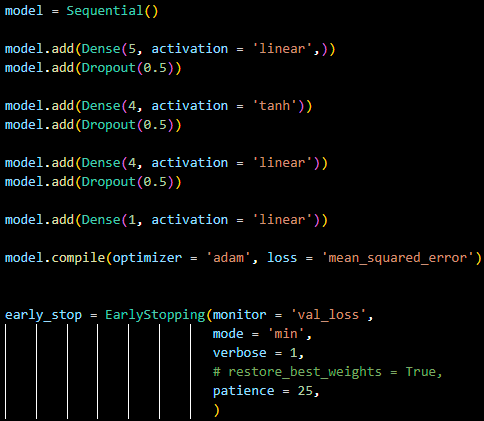 model = Sequential()
model.add(Dense(5, activation = 'linear',))
model.add(Dropout(0.5))
model.add(Dense(4, activation = 'tanh'))
model.add(Dropout(0.5))
model.add(Dense(4, activation = 'linear'))
model.add(Dropout(0.5))
model.add(Dense(1, activation = 'linear'))
model.compile(optimizer = 'adam', loss = 'mean_squared_error')
early_stop = EarlyStopping(monitor = 'val_loss',
mode = 'min',
verbose = 1,
# restore_best_weights = True,
patience = 25,
)